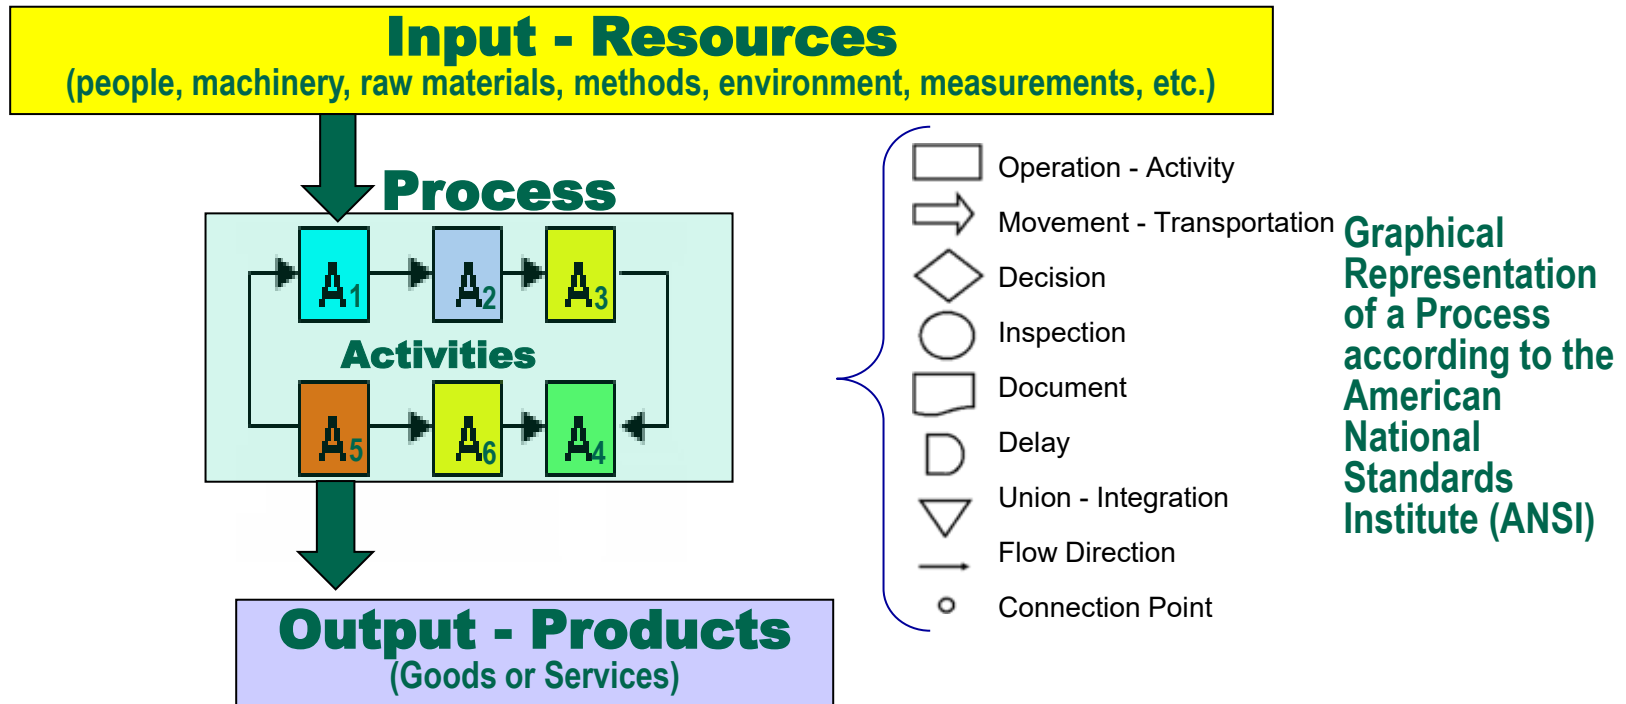 Input - Resources
(people, machinery, raw materials, methods, environment, measurements, etc.)
Process
A1
A2
A3
Activities
A5
A6
A4
Output - Products
(Goods or Services)
Operation - Activity
Movement - Transportation
Decision
Inspection
Document
Delay
Union - Integration
Flow Direction
Connection Point
Graphical
Representation
of a Process
according to the
American
National
Standards
Institute (ANSI)